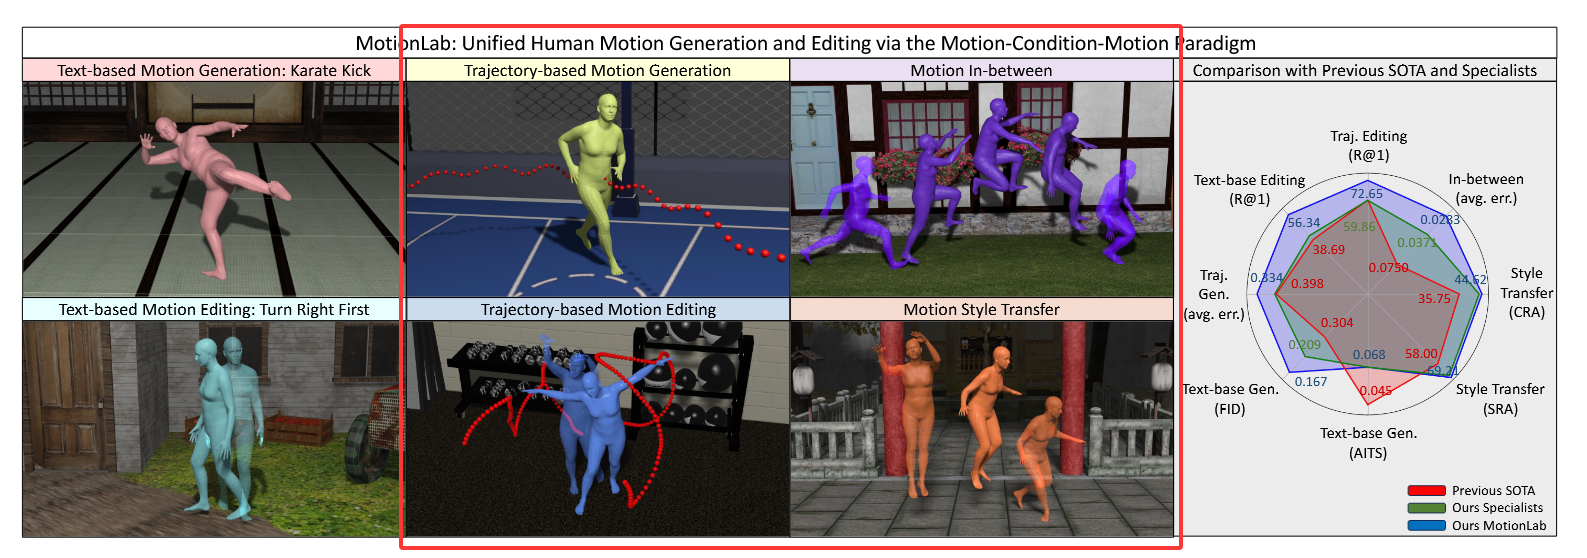 MotionLab: Unified Human Motion Generation and Editing via the Motion-Condition-Motion Paradigm
Text-based Motion Generation: Karate Kick
Trajectory-based Motion Generation
Motion In-between
Comparison with Previous SOTA and Specialists
Text-based Motion Editing: Turn Right First
Trajectory-based Motion Editing
Motion Style Transfer
Traj. Editing
(R@1)
Text-base Editing
(R@1)
In-between
(avg. err.)
72.65
56.34
59.86
0.0283
0.0371
38.69
0.0750
Traj.
Gen.
(avg. err.)
0.334
0.398
44.62
35.75
Style
Transfer
(CRA)
0.304
0.209
0.068
58.00
69.21
0.167
0.045
Text-base Gen.
(FID)
Style Transfer
(SRA)
Text-base Gen.
(AITS)
Previous SOTA
Ours Specialists
Ours MotionLab